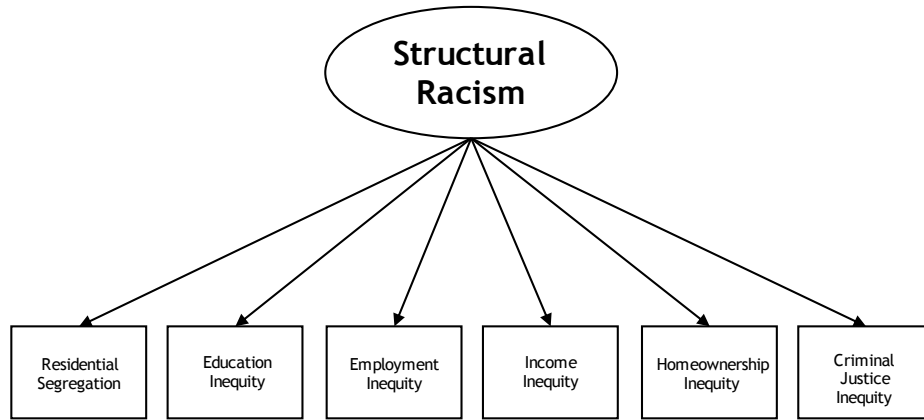 Structural
Racism
Residential
Segregation
Education
Inequity
Employment
Inequity
Income
Inequity
Homeownership
Inequity
Criminal
Justice
Inequity